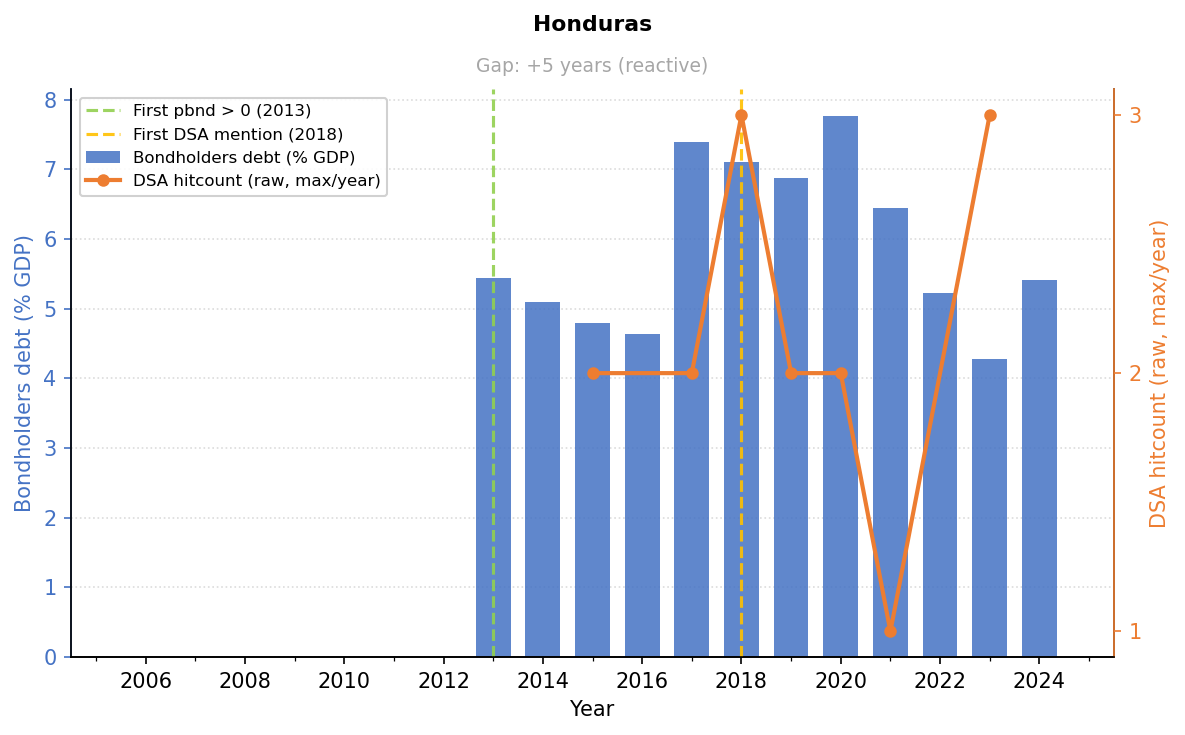 Honduras
Gap: +5 years (reactive)
First pbnd > 0 (2013)
First DSA mention (2018)
Bondholders debt (% GDP)
DSA hitcount (raw, max/year)
Bondholders debt (% GDP)
8
7
6
5
4
3
2
1
0
3
2
1
DSA hitcount (raw, max/year)
2006 2008 2010 2012 2014 2016 2018 2020 2022 2024
Year